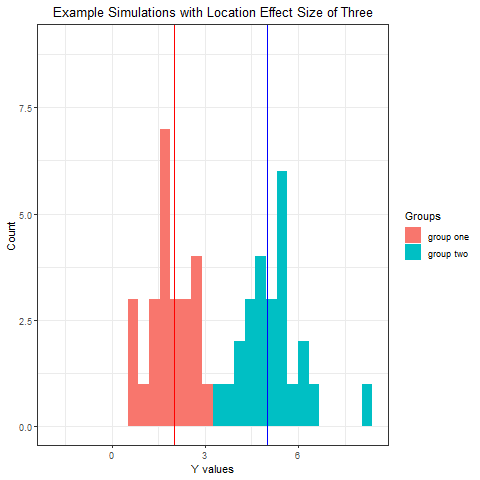 Example Simulations with Location Effect Size of Three
7.5
5.0
2.5
0.0
Count
0 3 6
Y values
Groups
group one
group two